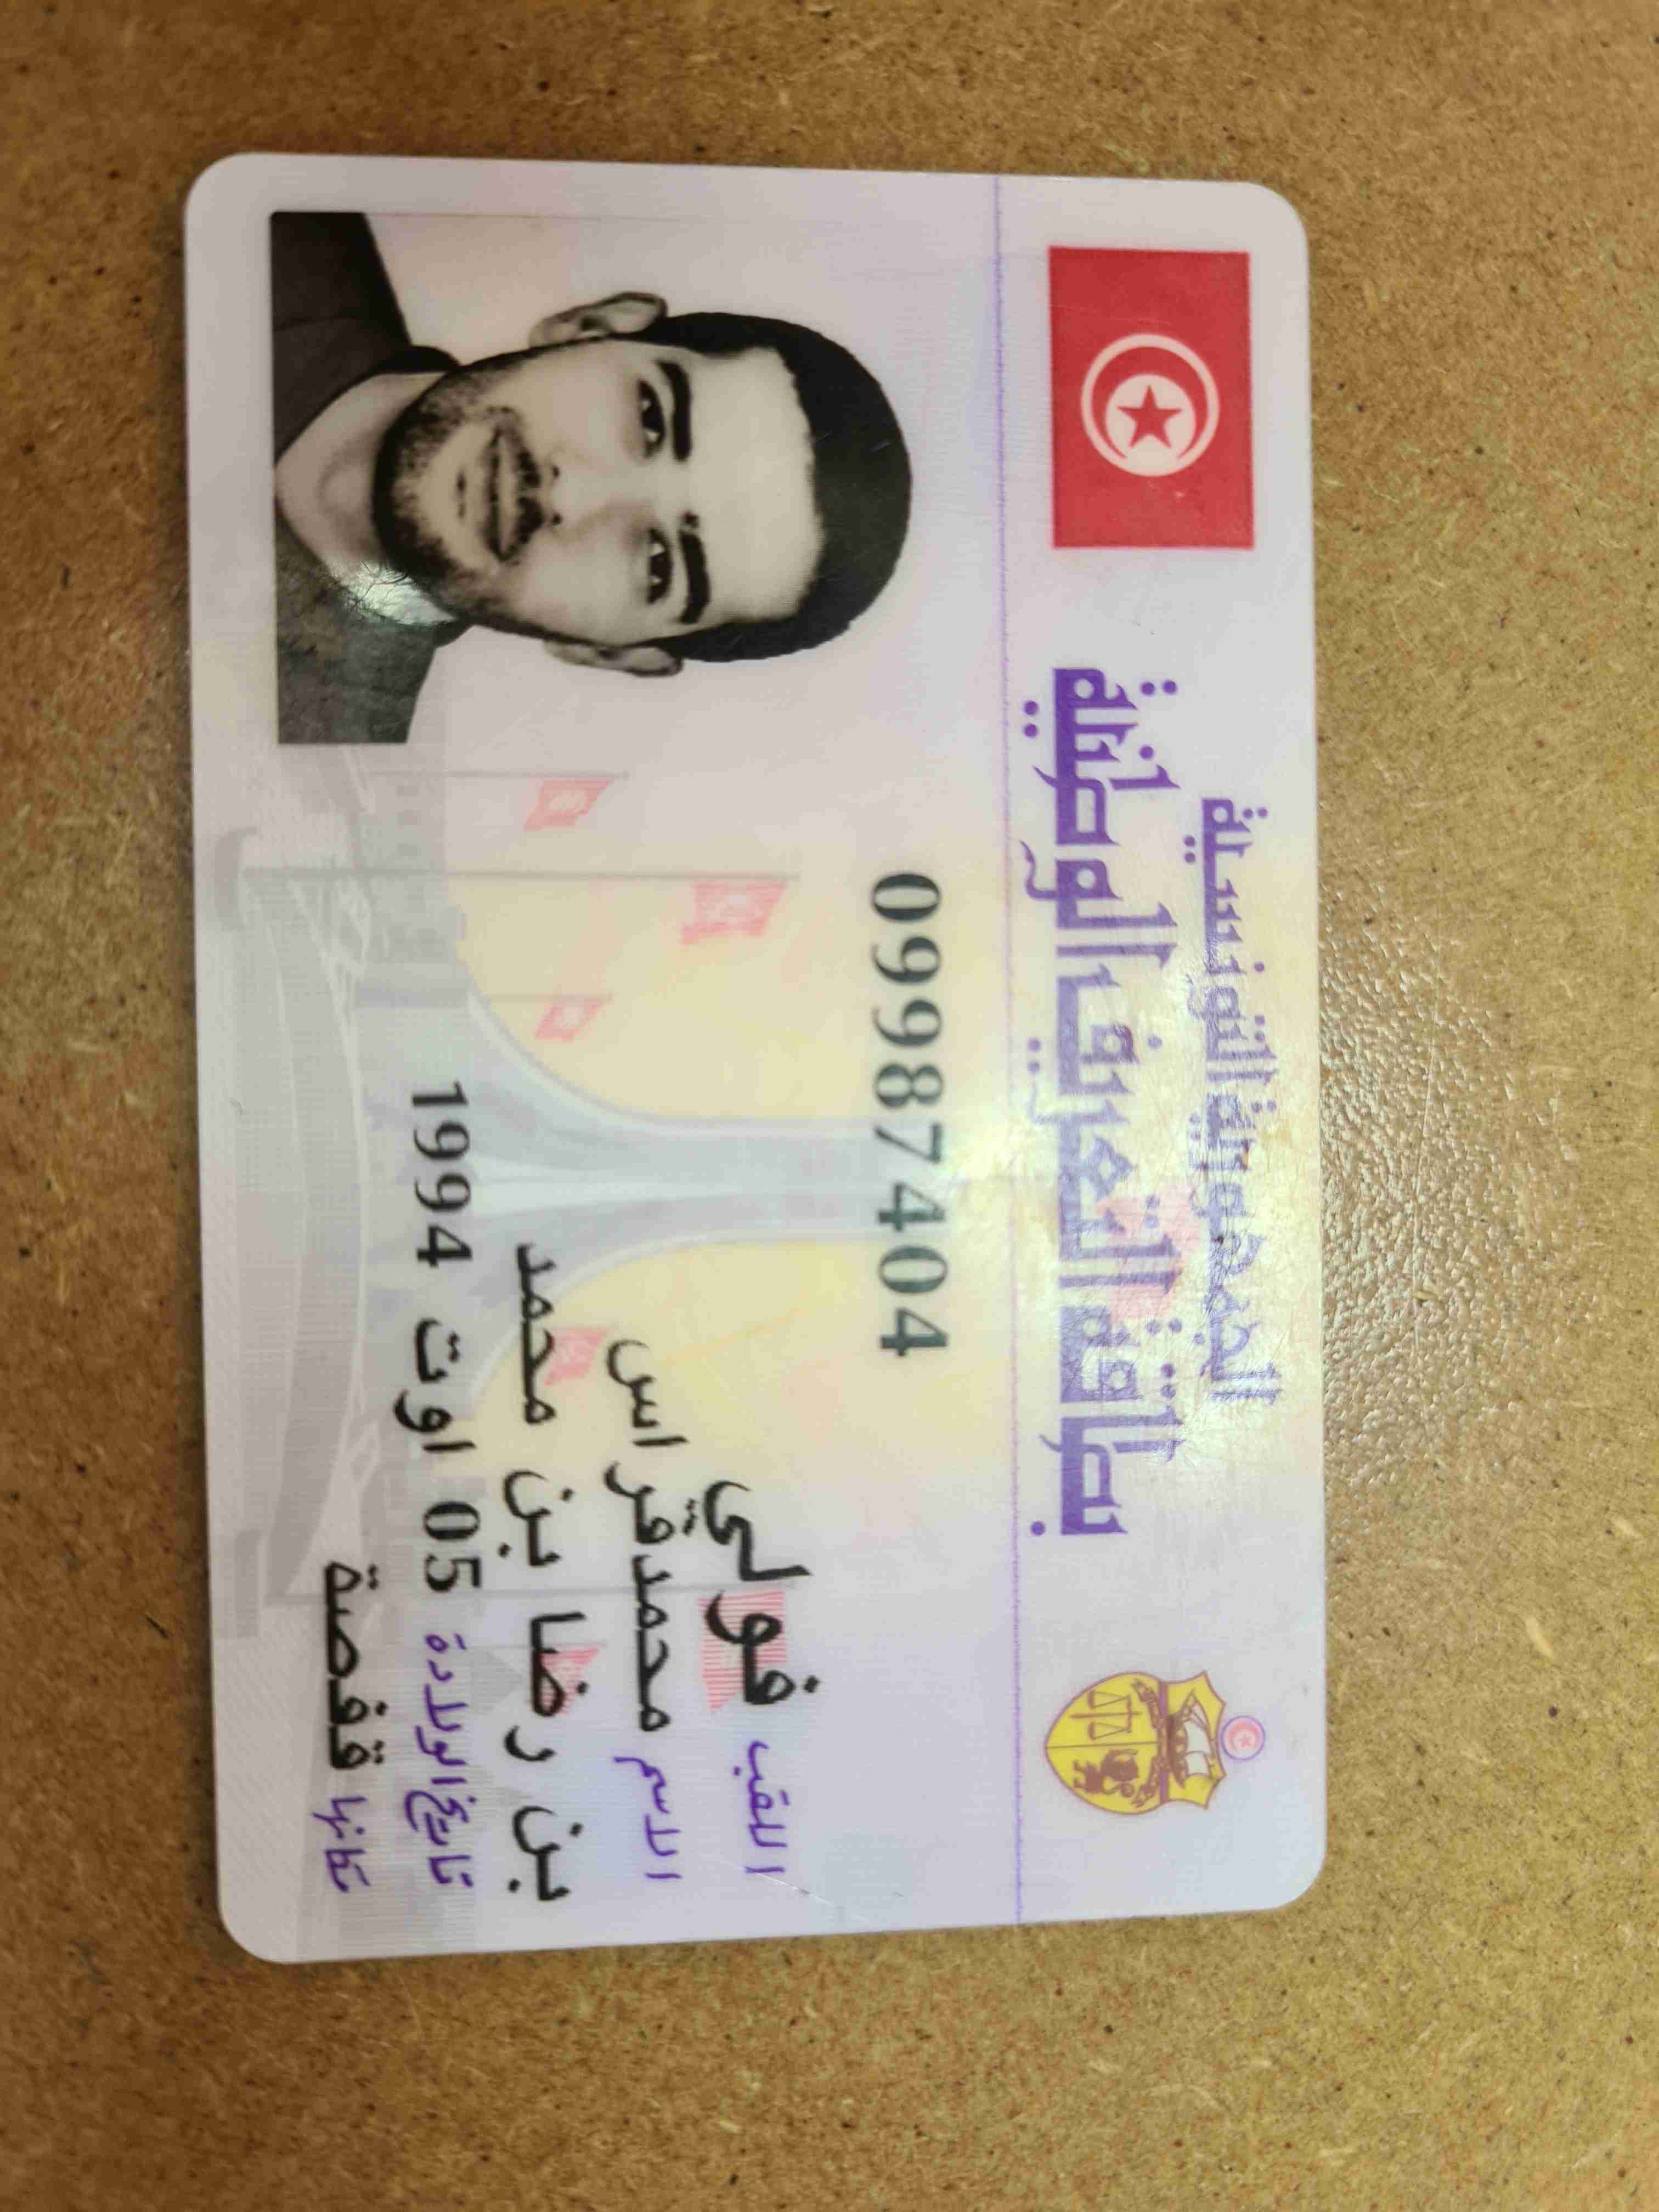 الجمهورية التونسية
بطاقة التعريف الوطنية
09987404
اللقب فولي
الاسم محمدفراس
بن رضا بن محمد
تاريخ الولادة 05 اوت 1994
مكانها قفصة